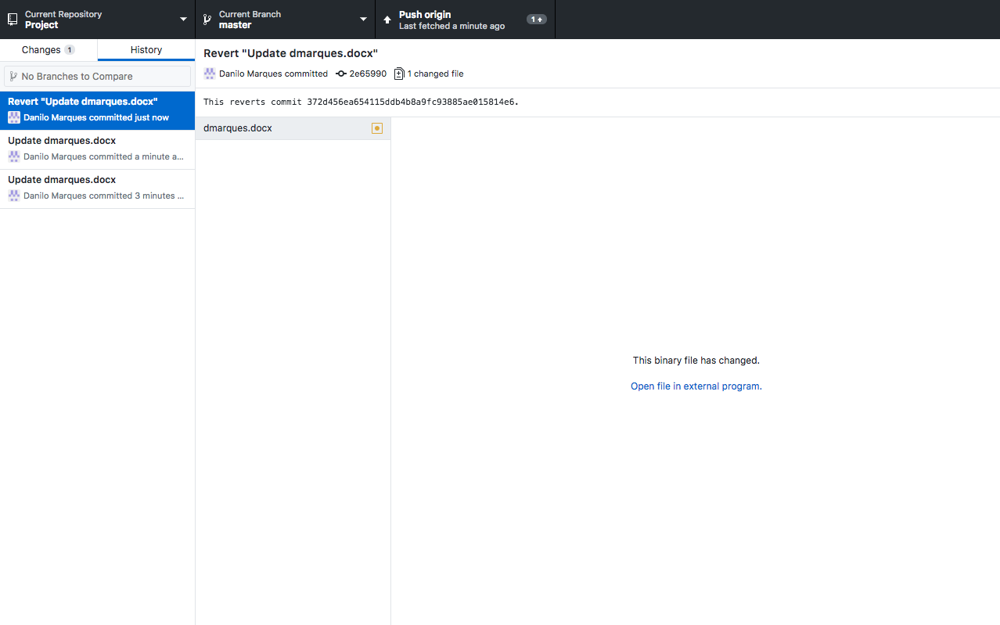 Current Repository
Project
Current Branch
master
Push origin
Last fetched a minute ago
1
Changes 1
History
No Branches to Compare
Revert "Update dmarques.docx"
Danilo Marques committed just now
Update dmarques.docx
Danilo Marques committed a minute a...
Update dmarques.docx
Danilo Marques committed 3 minutes ...
Revert "Update dmarques.docx"
Danilo Marques committed 2e65990 1 changed file
This reverts commit 372d456ea654115ddb4b8a9fc93885ae015814e6.
dmarques.docx
This binary file has changed.
Open file in external program.